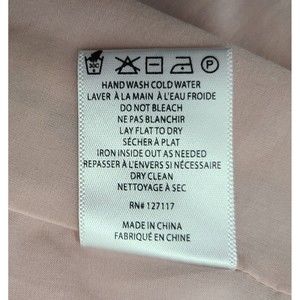 HAND WASH COLD WATER
LAVER À LA MAIN À L'EAU FROIDE
DO NOT BLEACH
NE PAS BLANCHIR
LAY FLAT TO DRY
SÉCHER À PLAT
IRON INSIDE OUT AS NEEDED
REPASSER À L'ENVERS SI NÉCESSAIRE
DRY CLEAN
NETTOYAGE À SEC
RN# 127117
MADE IN CHINA
FABRIQUÉ EN CHINE